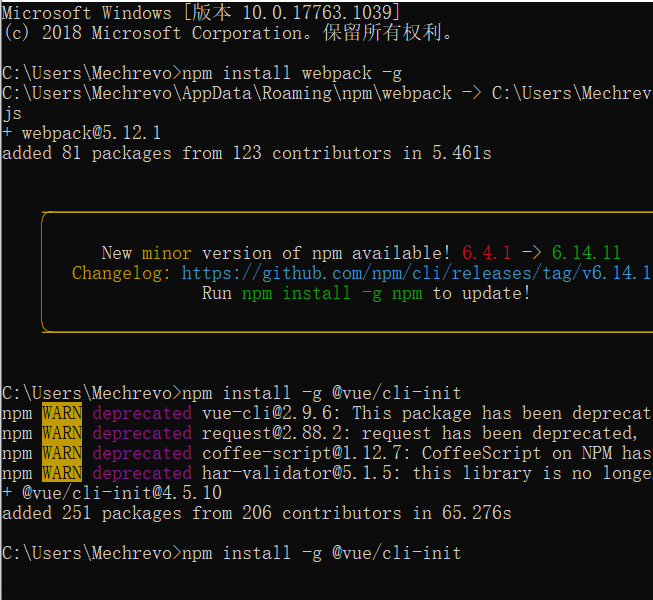 Microsoft Windows [版本 10.0.17763.1039]
(c) 2018 Microsoft Corporation。保留所有权利。
C:\Users\Mechrevo>npm install webpack -g
C:\Users\Mechrevo\AppData\Roaming\npm\webpack -> C:\Users\Mechrev
js
+ webpack@5.12.1
added 81 packages from 123 contributors in 5.461s
New minor version of npm available! 6.4.1 -> 6.14.11
Changelog: https://github.com/npm/cli/releases/tag/v6.14.1
Run npm install -g npm to update!
C:\Users\Mechrevo>npm install -g @vue/cli-init
npm WARN deprecated vue-cli@2.9.6: This package has been deprecat
npm WARN deprecated request@2.88.2: request has been deprecated,
npm WARN deprecated coffee-script@1.12.7: CoffeeScript on NPM has
npm WARN deprecated har-validator@5.1.5: this library is no longe
+ @vue/cli-init@4.5.10
added 251 packages from 206 contributors in 65.276s
C:\Users\Mechrevo>npm install -g @vue/cli-init